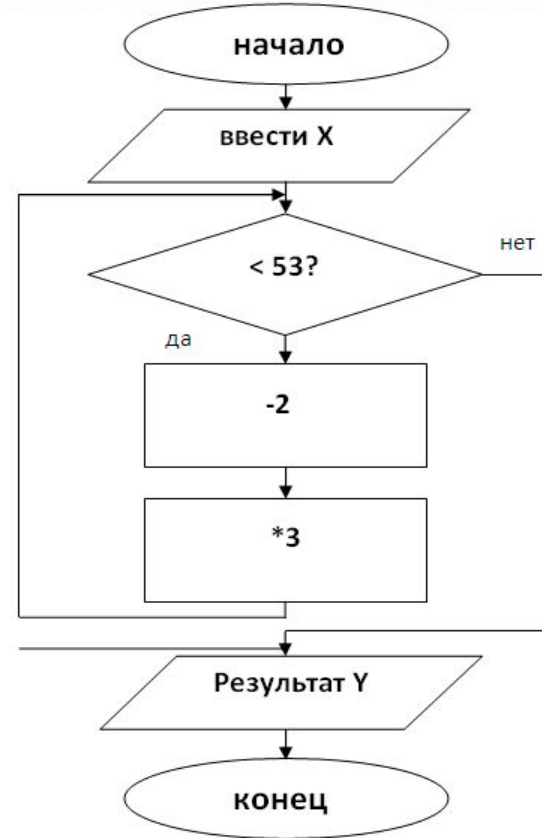 начало
ввести X
< 53?
нет
да
-2
*3
Результат Y
конец